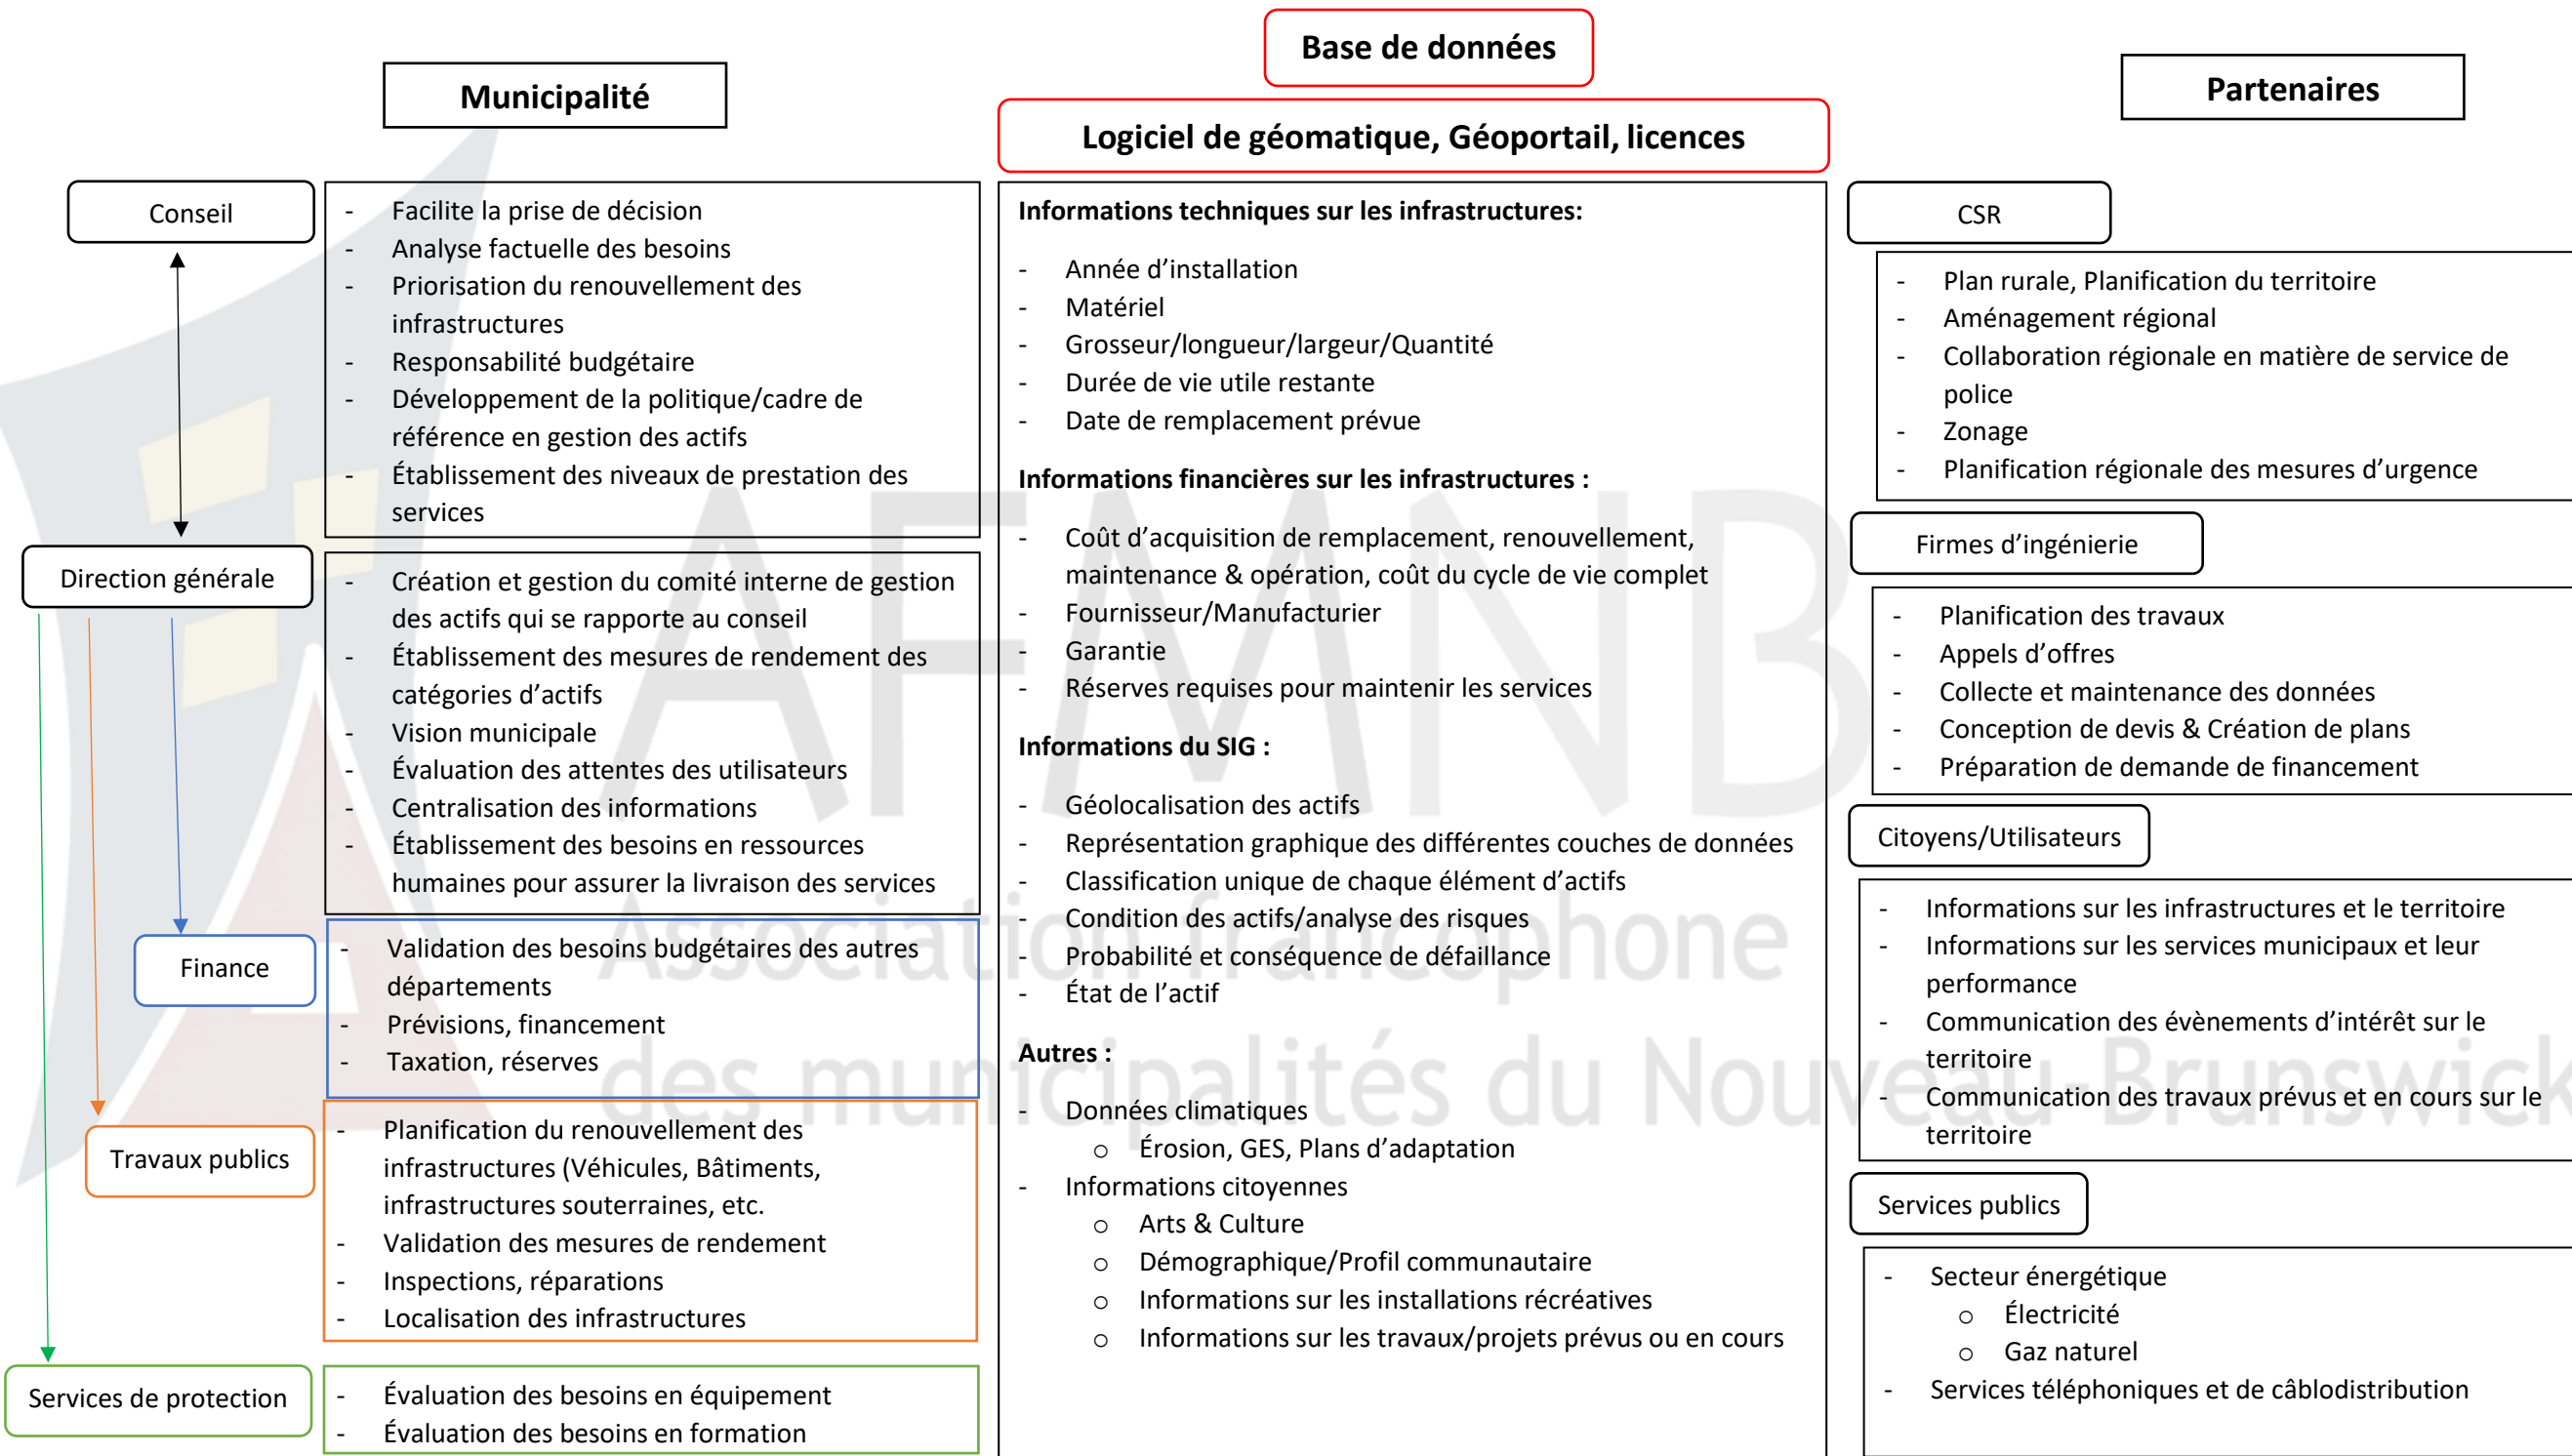 Base de données
Municipalité
Partenaires
Logiciel de géomatique, Géoportail, licences
Conseil
- Facilite la prise de décision
- Analyse factuelle des besoins
- Priorisation du renouvellement des
infrastructures
- Responsabilité budgétaire
- Développement de la politique/cadre de
référence en gestion des actifs
- Établissement des niveaux de prestation des
services
Direction générale
- Création et gestion du comité interne de gestion
des actifs qui se rapporte au conseil
- Établissement des mesures de rendement des
catégories d'actifs
- Vision municipale
- Évaluation des attentes des utilisateurs
- Centralisation des informations
- Établissement des besoins en ressources
humaines pour assurer la livraison des services
Finance
- Validation des besoins budgétaires des autres
départements
- Prévisions, financement
- Taxation, réserves
Travaux publics
- Planification du renouvellement des
infrastructures (Véhicules, Bâtiments,
infrastructures souterraines, etc.
- Validation des mesures de rendement
- Inspections, réparations
- Localisation des infrastructures
Services de protection
- Évaluation des besoins en équipement
- Évaluation des besoins en formation
Informations techniques sur les infrastructures:
- Année d'installation
- Matériel
- Grosseur/longueur/largeur/Quantité
- Durée de vie utile restante
- Date de remplacement prévue
Informations financières sur les infrastructures :
- Coût d'acquisition de remplacement, renouvellement,
maintenance & opération, coût du cycle de vie complet
- Fournisseur/Manufacturier
- Garantie
- Réserves requises pour maintenir les services
Informations du SIG :
- Géolocalisation des actifs
- Représentation graphique des différentes couches de données
- Classification unique de chaque élément d'actifs
- Condition des actifs/analyse des risques
- Probabilité et conséquence de défaillance
- État de l'actif
Autres :
- Données climatiques
o Érosion, GES, Plans d'adaptation
- Informations citoyennes
o Arts & Culture
o Démographique/Profil communautaire
o Informations sur les installations récréatives
o Informations sur les travaux/projets prévus ou en cours
CSR
- Plan rurale, Planification du territoire
- Aménagement régional
- Collaboration régionale en matière de service de
police
- Zonage
- Planification régionale des mesures d'urgence
Firmes d'ingénierie
- Planification des travaux
- Appels d'offres
- Collecte et maintenance des données
- Conception de devis & Création de plans
- Préparation de demande de financement
Citoyens/Utilisateurs
- Informations sur les infrastructures et le territoire
- Informations sur les services municipaux et leur
performance
- Communication des évènements d'intérêt sur le
territoire
- Communication des travaux prévus et en cours sur le
territoire
Services publics
- Secteur énergétique
o Électricité
o Gaz naturel
- Services téléphoniques et de câblodistribution
AFMNB
Association francophone
des municipalités du Nouveau-Brunswick